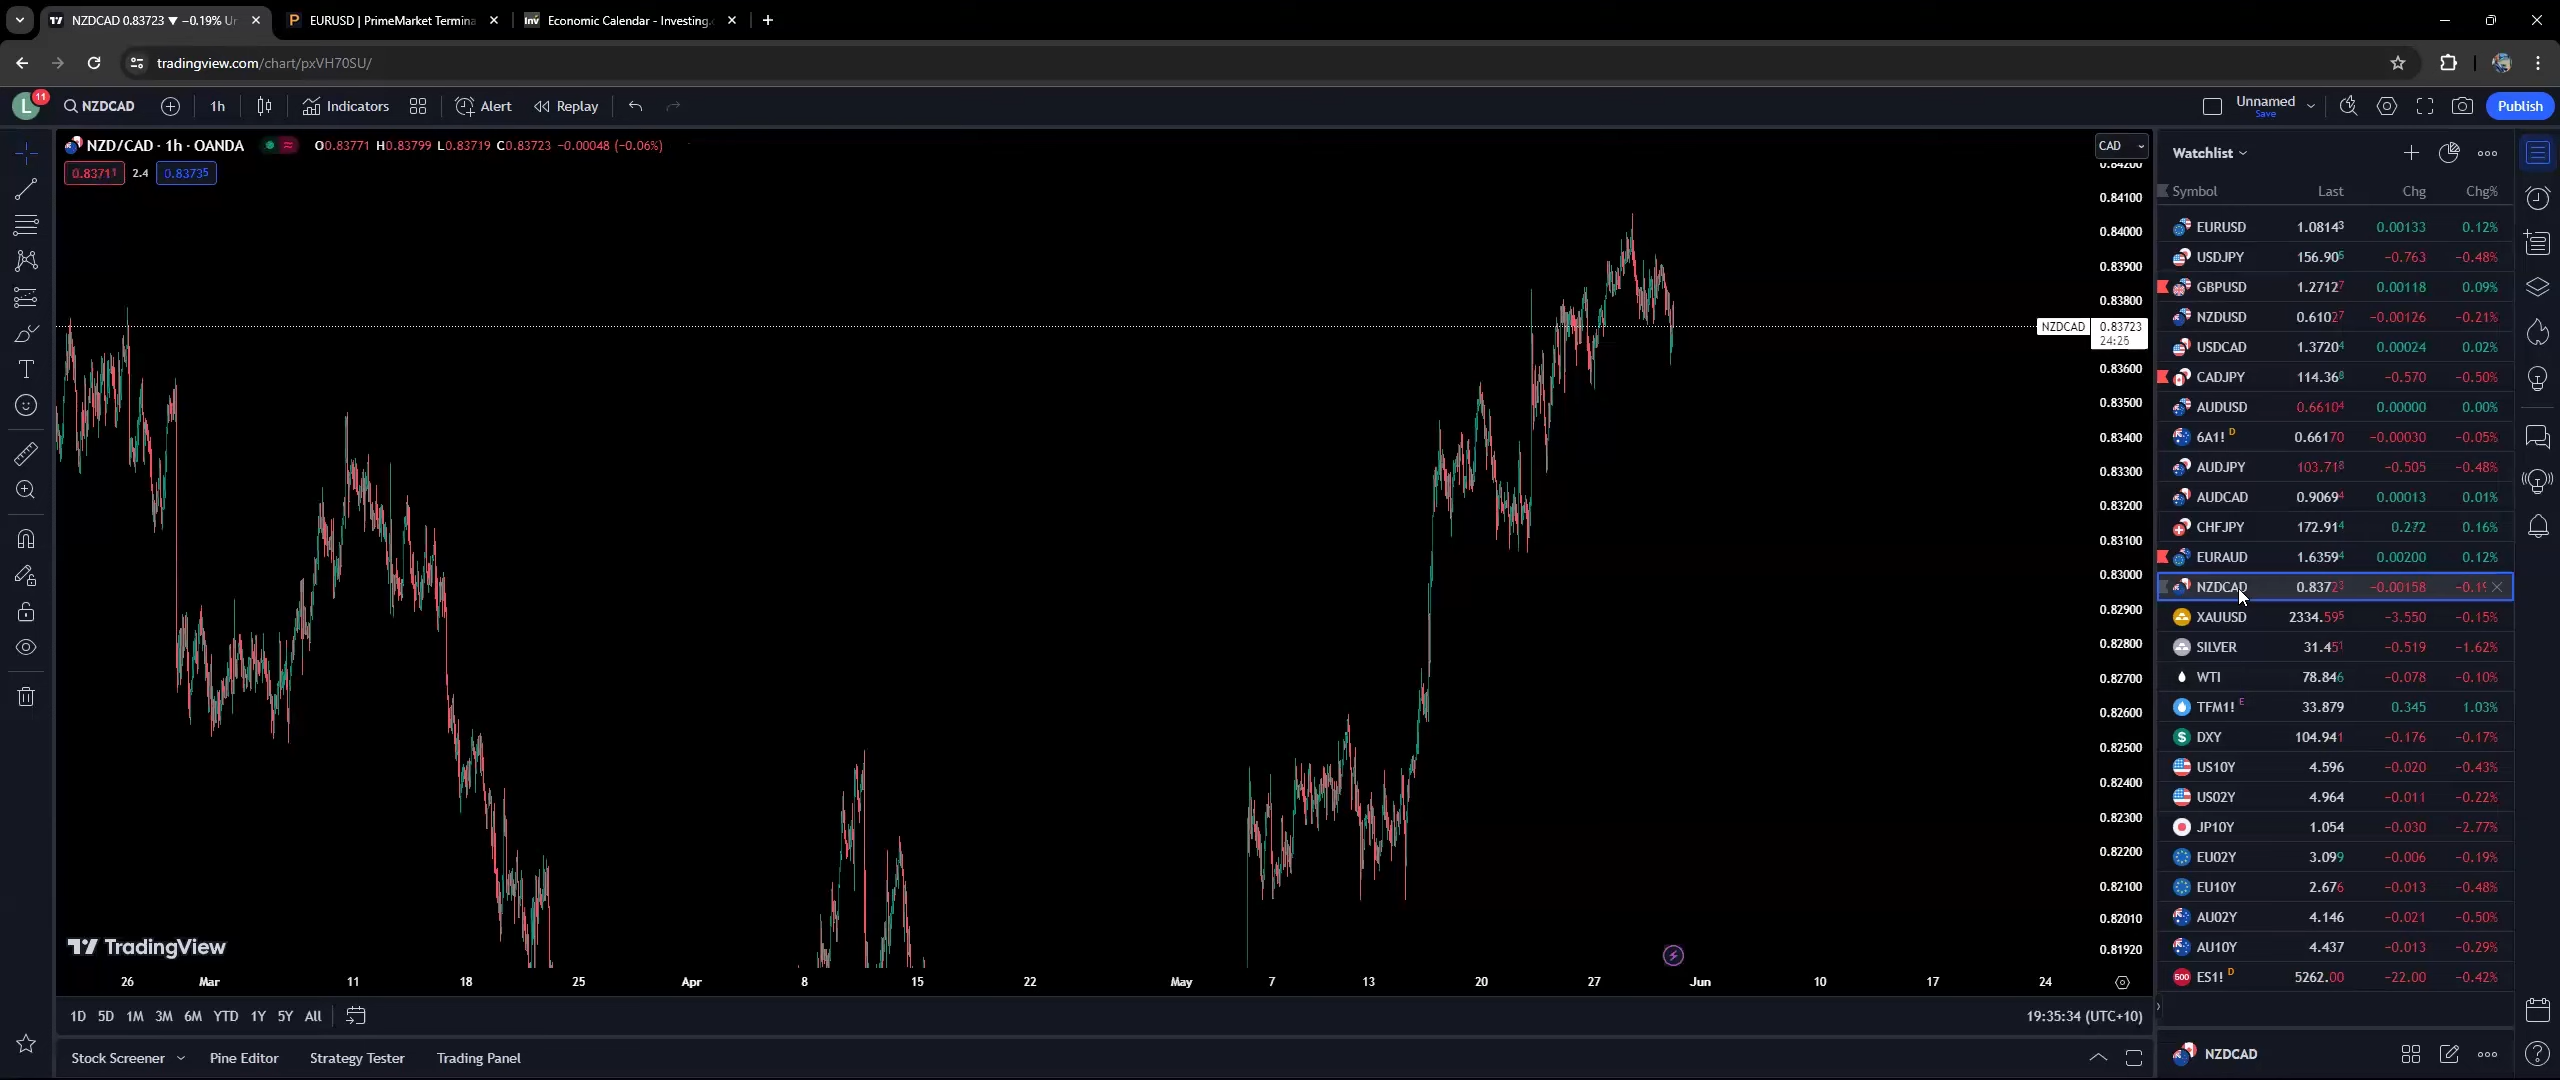 NZDCAD 0.83723 ▼ −0.19% Ur
EURUSD | PrimeMarket Termina
Economic Calendar - Investing.
tradingview.com/chart/pxVH70SU/
L 11 NZDCAD 1h Indicators Alert Replay Unnamed Save Publish
NZD/CAD · 1h · OANDA O0.83771 H0.83799 L0.83719 C0.83723 −0.00048 (−0.06%)
0.83711 2.4 0.83735
CAD
0.84200
0.84100
0.84000
0.83900
0.83800
NZDCAD 0.83723
24:26
0.83600
0.83500
0.83400
0.83300
0.83200
0.83100
0.83000
0.82900
0.82800
0.82700
0.82600
0.82500
0.82400
0.82300
0.82200
0.82100
0.82010
0.81920
TradingView
26 Mar 11 18 25 Apr 8 15 22 May 7 13 20 27 Jun 10 17 24
1D 5D 1M 3M 6M YTD 1Y 5Y All 19:35:34 (UTC+10)
Stock Screener Pine Editor Strategy Tester Trading Panel
Watchlist
Symbol Last Chg Chg%
EURUSD 1.08143 0.00133 0.12%
USDJPY 156.905 −0.763 −0.48%
GBPUSD 1.27127 0.00118 0.09%
NZDUSD 0.61027 −0.00126 −0.21%
USDCAD 1.37204 0.00024 0.02%
CADJPY 114.368 −0.570 −0.50%
AUDUSD 0.66104 0.00000 0.00%
6A1! D 0.66170 −0.00030 −0.05%
AUDJPY 103.718 −0.505 −0.48%
AUDCAD 0.90694 0.00013 0.01%
CHFJPY 172.914 0.272 0.16%
EURAUD 1.63594 0.00200 0.12%
NZDCAD 0.83723 −0.00158 −0.19
XAUUSD 2334.595 −3.550 −0.15%
SILVER 31.451 −0.519 −1.62%
WTI 78.846 −0.078 −0.10%
TFM1! E 33.879 0.345 1.03%
DXY 104.941 −0.176 −0.17%
US10Y 4.596 −0.020 −0.43%
US02Y 4.964 −0.011 −0.22%
JP10Y 1.054 −0.030 −2.77%
EU02Y 3.099 −0.006 −0.19%
EU10Y 2.676 −0.013 −0.48%
AU02Y 4.146 −0.021 −0.50%
AU10Y 4.437 −0.013 −0.29%
500 ES1! D 5262.00 −22.00 −0.42%
NZDCAD